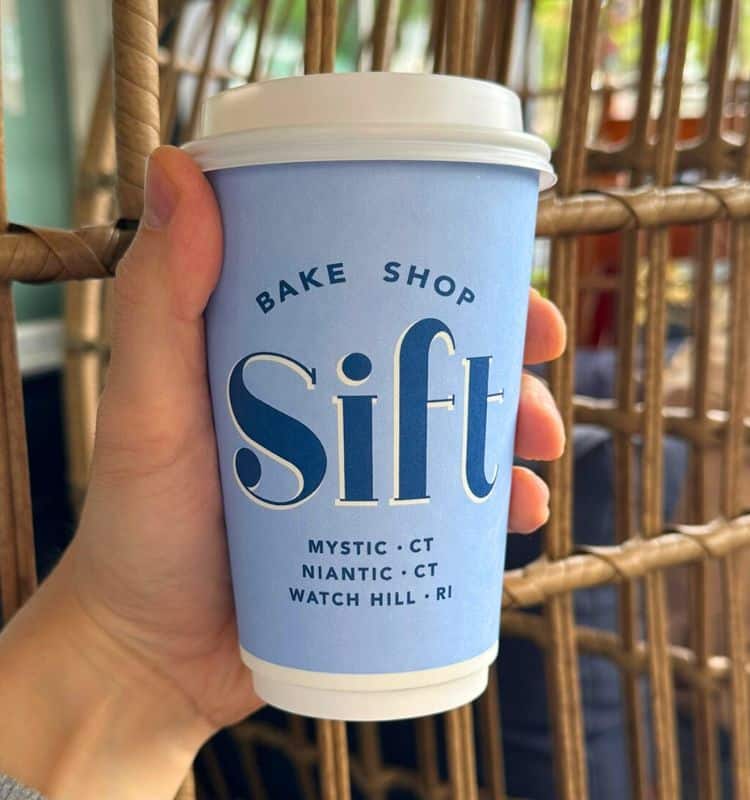 BAKE SHOP
Sift
MYSTIC · CT
NIANTIC · CT
WATCH HILL · RI